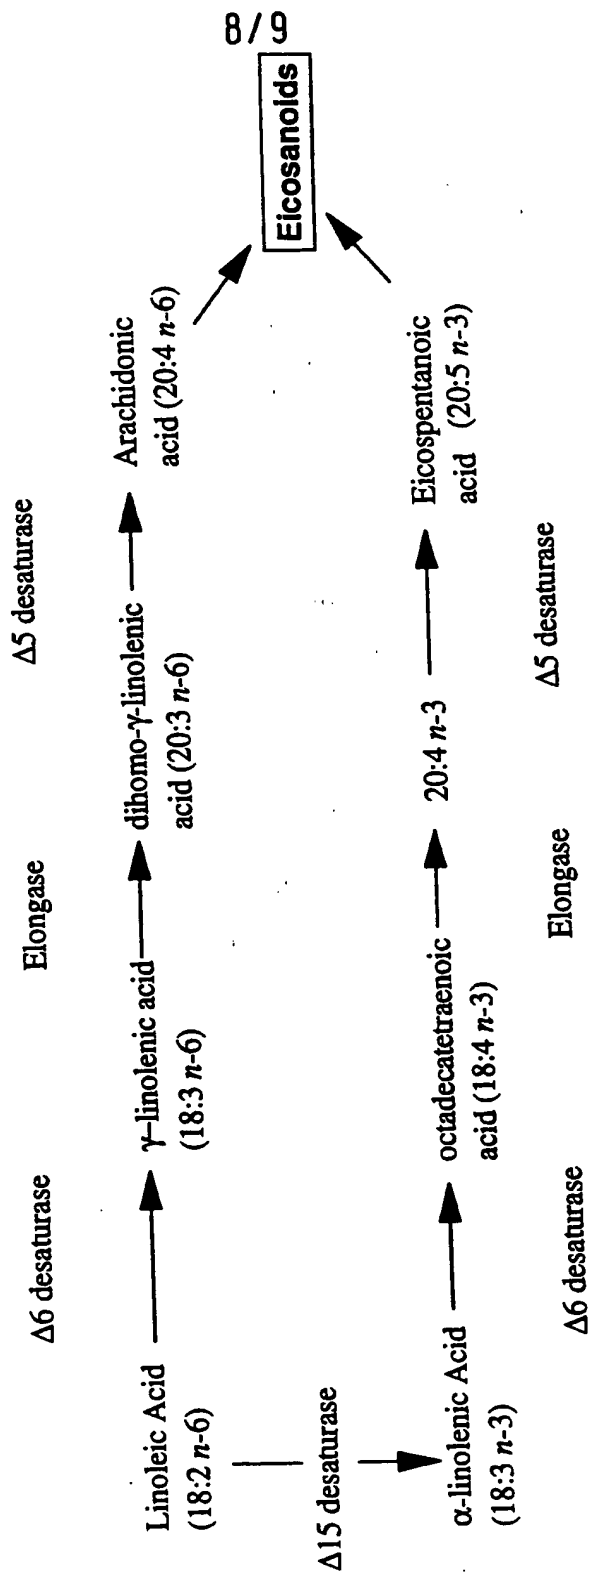 8/9
Δ6 desaturase
Elongase
Δ5 desaturase
Linoleic Acid
(18:2 n-6)
γ-linolenic acid
(18:3 n-6)
dihomo-γ-linolenic
acid (20:3 n-6)
Arachidonic
acid (20:4 n-6)
Δ15 desaturase
Eicosanoids
α-linolenic Acid
(18:3 n-3)
octadecatetraenoic
acid (18:4 n-3)
20:4 n-3
Eicospentanoic
acid (20:5 n-3)
Δ6 desaturase
Elongase
Δ5 desaturase